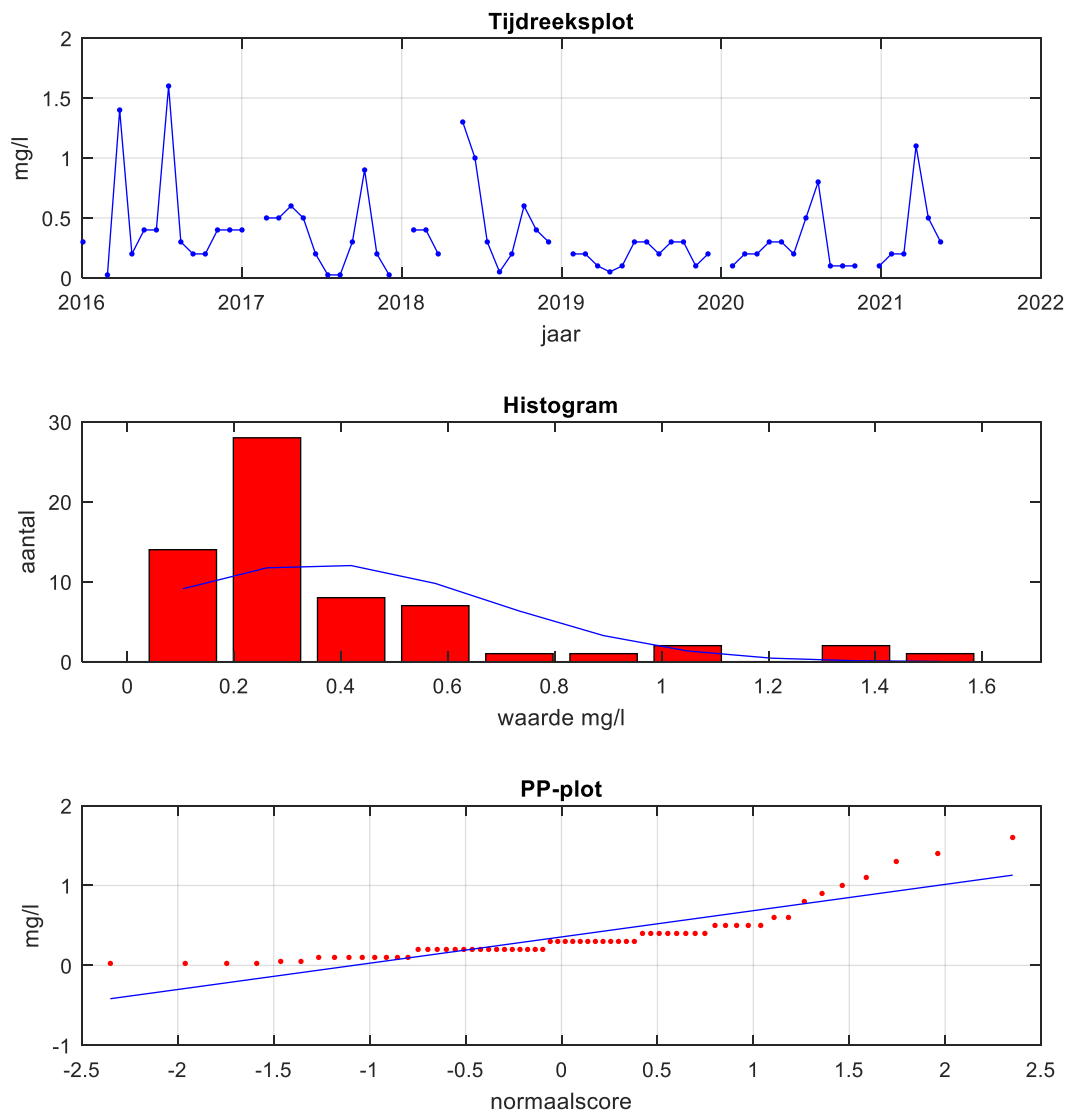 Tijdreeksplot
2
1.5
1
0.5
0
mg/l
2016 2017 2018 2019 2020 2021 2022
jaar
Histogram
30
20
10
0
aantal
0 0.2 0.4 0.6 0.8 1 1.2 1.4 1.6
waarde mg/l
PP-plot
2
1
0
-1
mg/l
-2.5 -2 -1.5 -1 -0.5 0 0.5 1 1.5 2 2.5
normaalscore